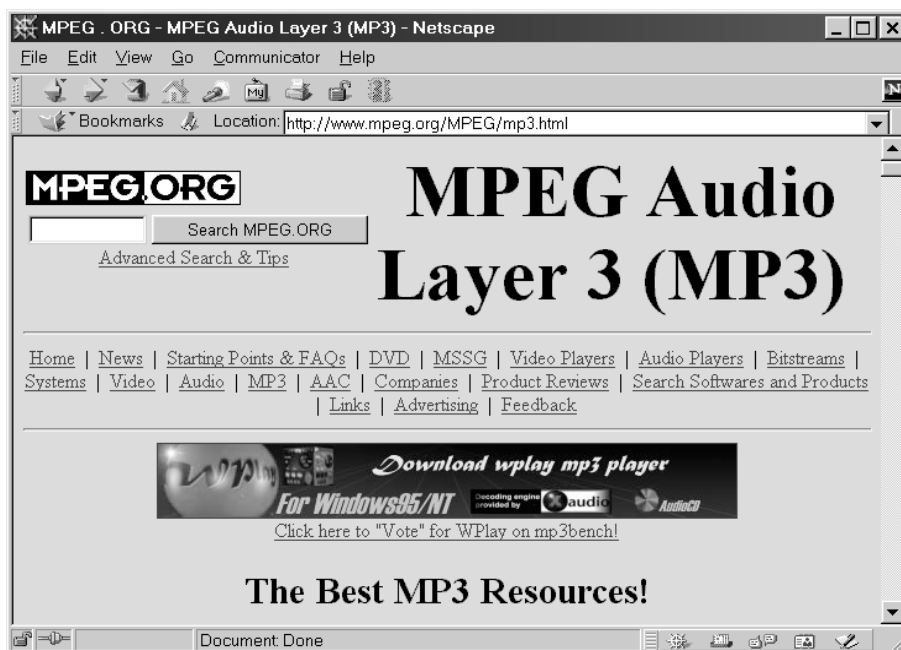 MPEG . ORG - MPEG Audio Layer 3 (MP3) - Netscape
File Edit View Go Communicator Help
My
N
Bookmarks Location: http://www.mpeg.org/MPEG/mp3.html
MPEG.ORG
Search MPEG.ORG
Advanced Search & Tips
MPEG Audio
Layer 3 (MP3)
Home | News | Starting Points & FAQs | DVD | MSSG | Video Players | Audio Players | Bitstreams |
Systems | Video | Audio | MP3 | AAC | Companies | Product Reviews | Search Softwares and Products
| Links | Advertising | Feedback
WPlay
Download wplay mp3 player
For Windows95/NT
Decoding engine
provided by
Xaudio
AudioCD
Click here to "Vote" for WPlay on mp3bench!
The Best MP3 Resources!
Document: Done